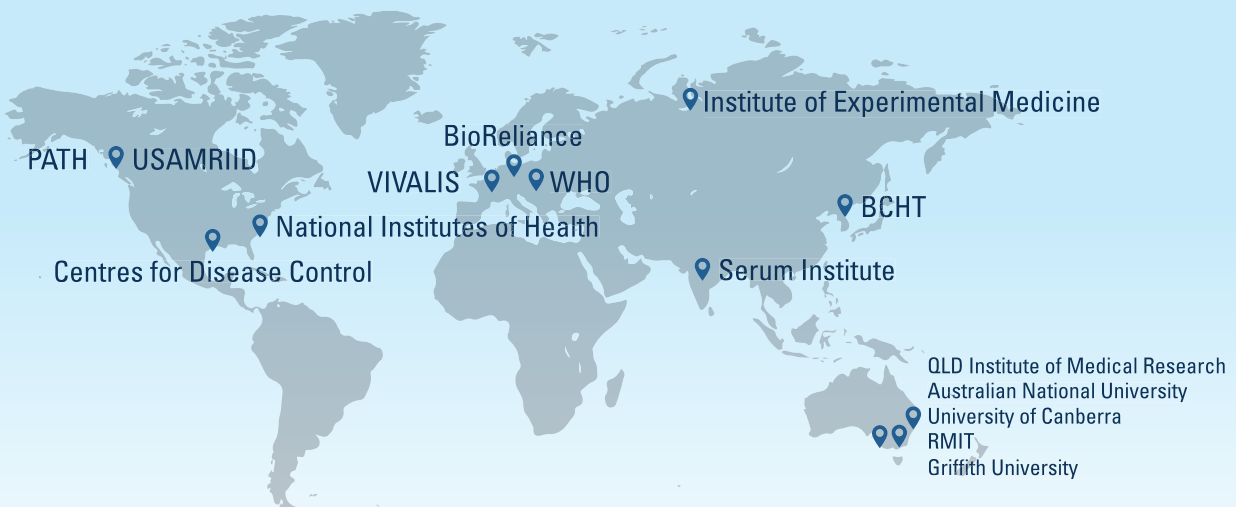 Institute of Experimental Medicine
BioReliance
PATH
USAMRIID
VIVALIS
WHO
BCHT
National Institutes of Health
Centres for Disease Control
Serum Institute
QLD Institute of Medical Research
Australian National University
University of Canberra
RMIT
Griffith University